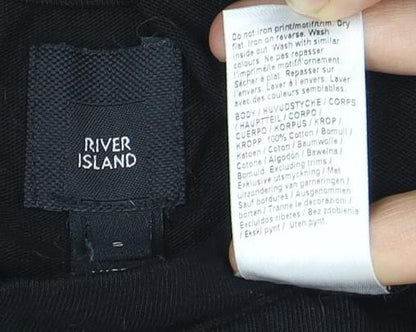 RIVER
ISLAND
S
Do not iron print/motif/trim. Dry
flat. Iron on reverse. Wash
inside out. Wash with similar
colours. Ne pas repasser
l'imprimé/le motif/l'ornement.
Sécher à plat. Repasser sur
l'envers. Laver à l'envers. Laver
avec des couleurs semblables.
BODY / HUVUDSTYCKE / CORPS
/ HAUPTTEIL / CORPO /
CUERPO / KORPUS / KROP /
KROPP: 100% Cotton / Bomull /
Katoen / Coton / Baumwolle /
Cotone / Algodón / Bawełna /
Bomuld. Excluding trims /
Exklusive utsmyckning / Met
uitzondering van garneringen /
Sauf bordures / Ausgenommen
borten / Tranne le decorazioni /
Excluidos ribetes / Bez zdobienia
/ Ekskl pynt / uten pynt.